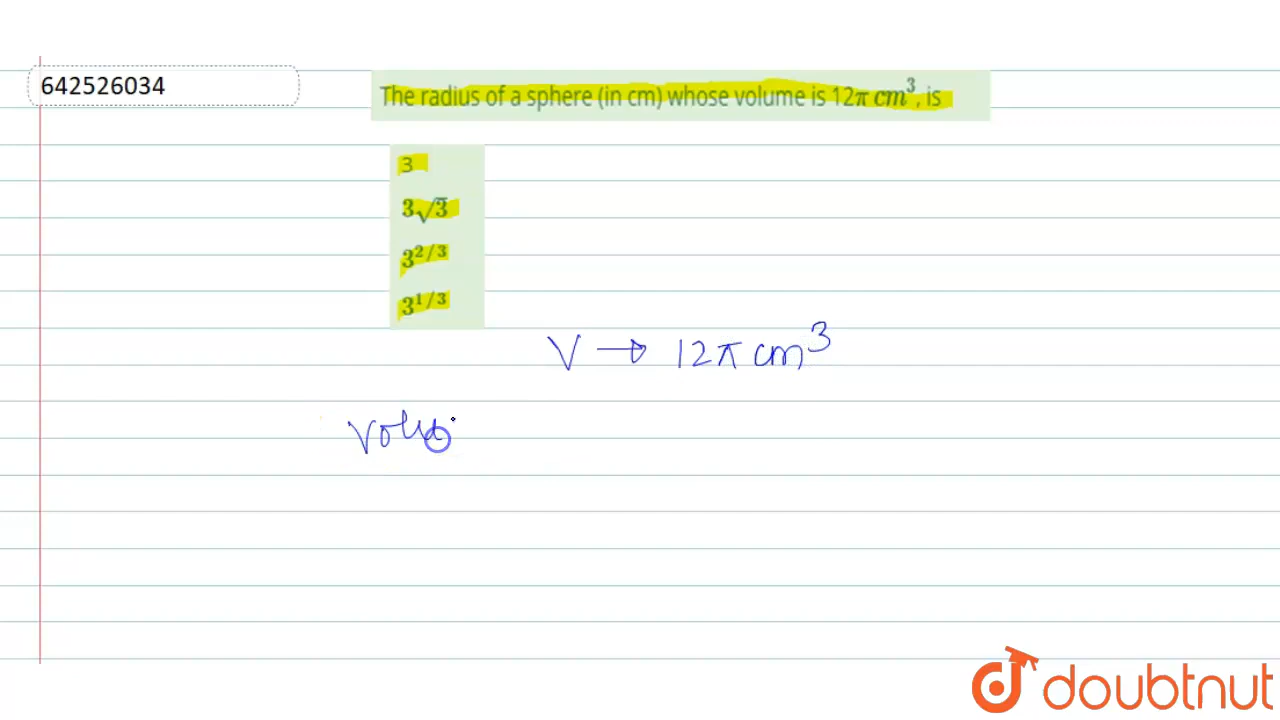 642526034
The radius of a sphere (in cm) whose volume is 12π cm³, is
3
3√3
3^{2/3}
3^{1/3}
V → 12π cm³
doubtnut